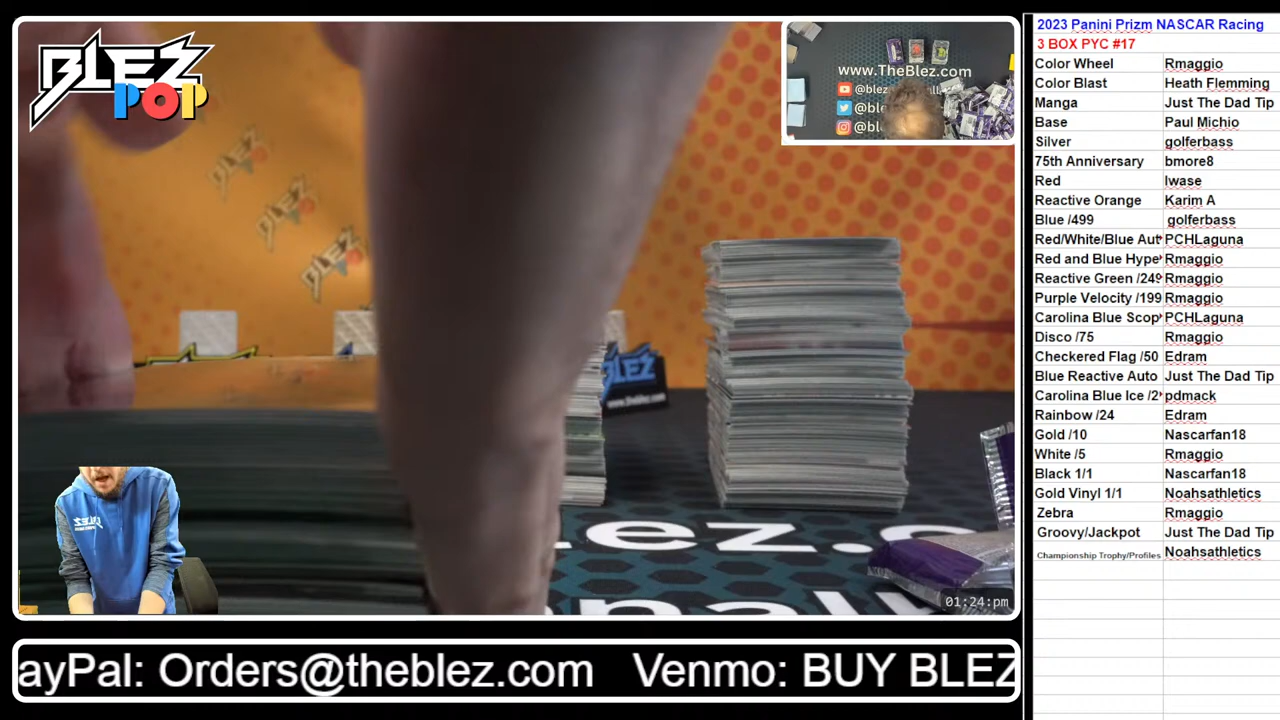 BLEZ
POP
www.TheBlez.com
2023 Panini Prizm NASCAR Racing
3 BOX PYC #17
Color Wheel Rmaggio
Color Blast Heath Flemming
Manga Just The Dad Tip
Base Paul Michio
Silver golferbass
75th Anniversary bmore8
Red Iwase
Reactive Orange Karim A
Blue /499 golferbass
Red/White/Blue Aut PCHLaguna
Red and Blue Hype Rmaggio
Reactive Green /249 Rmaggio
Purple Velocity /199 Rmaggio
Carolina Blue Scop PCHLaguna
Disco /75 Rmaggio
Checkered Flag /50 Edram
Blue Reactive Auto Just The Dad Tip
Carolina Blue Ice /2 pdmack
Rainbow /24 Edram
Gold /10 Nascarfan18
White /5 Rmaggio
Black 1/1 Nascarfan18
Gold Vinyl 1/1 Noahsathletics
Zebra Rmaggio
Groovy/Jackpot Just The Dad Tip
Championship Trophy/Profiles Noahsathletics
BLEZ
www.theblez.com
lez.c
01:24:pm
ayPal: Orders@theblez.com Venmo: BUY BLEZ